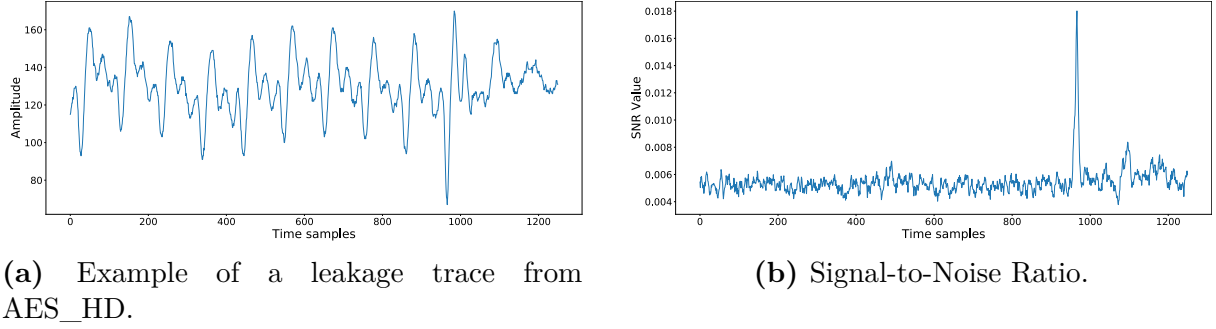 160
140
120
100
80
Amplitude
0 200 400 600 800 1000 1200
Time samples
0.018
0.016
0.014
0.012
0.010
0.008
0.006
0.004
SNR Value
0 200 400 600 800 1000 1200
Time samples
(a) Example of a leakage trace from
AES_HD.
(b) Signal-to-Noise Ratio.